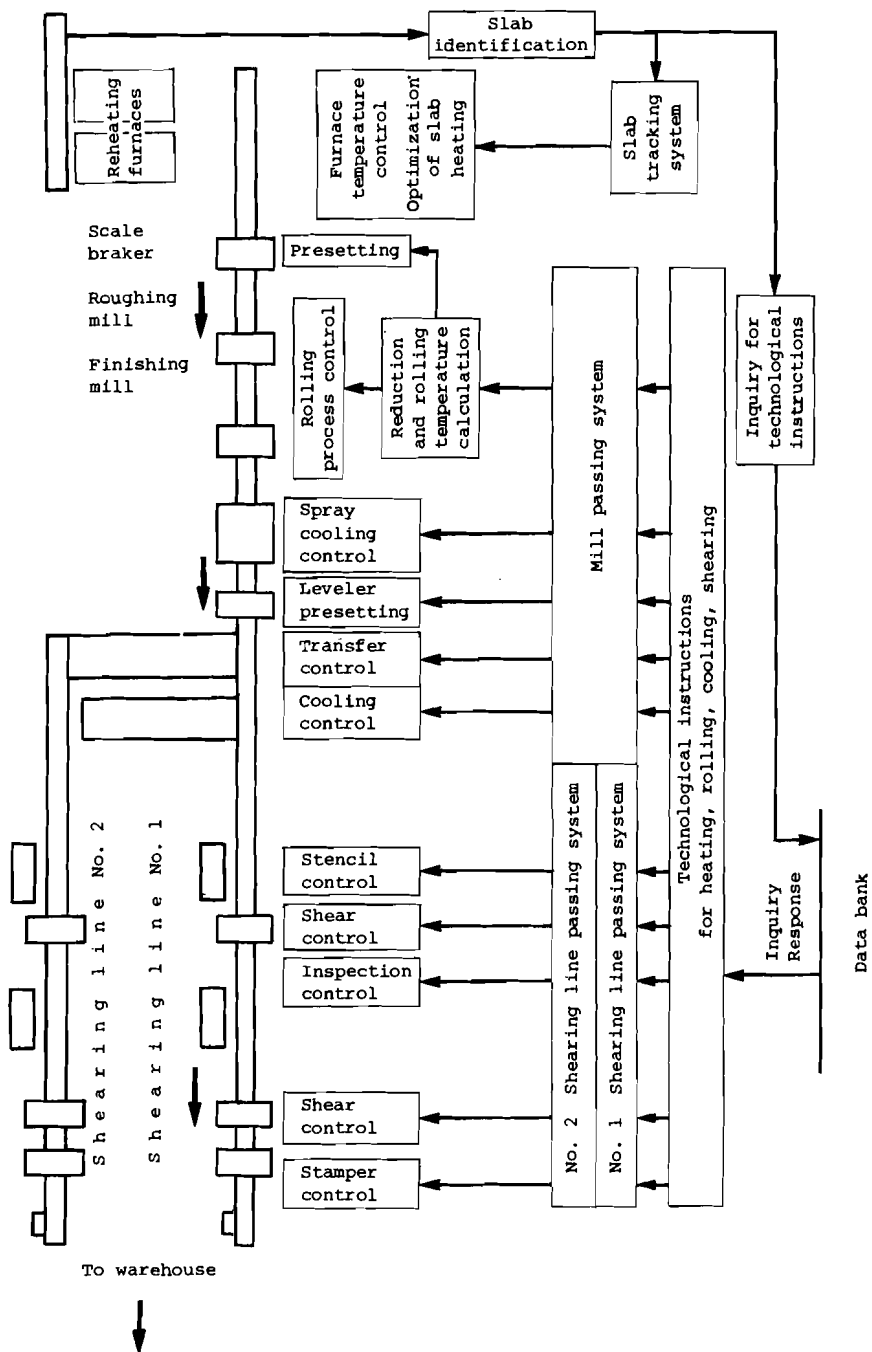 Slab
identification
Reheating
furnaces
Furnace
temperature
control
Optimization
of slab
heating
Slab
tracking
system
Scale
braker
Presetting
Roughing
mill
Finishing
mill
Rolling
process control
Reduction
and rolling
temperature
calculation
Mill passing system
Inquiry for
technological
instructions
Spray
cooling
control
Leveler
presetting
Transfer
control
Cooling
control
Technological instructions
for heating, rolling, cooling, shearing
Shearing line No. 2
Shearing line No. 1
Stencil
control
Shear
control
Inspection
control
Shear
control
Stamper
control
No. 2 Shearing line passing system
No. 1 Shearing line passing system
Inquiry
Response
Data bank
To warehouse